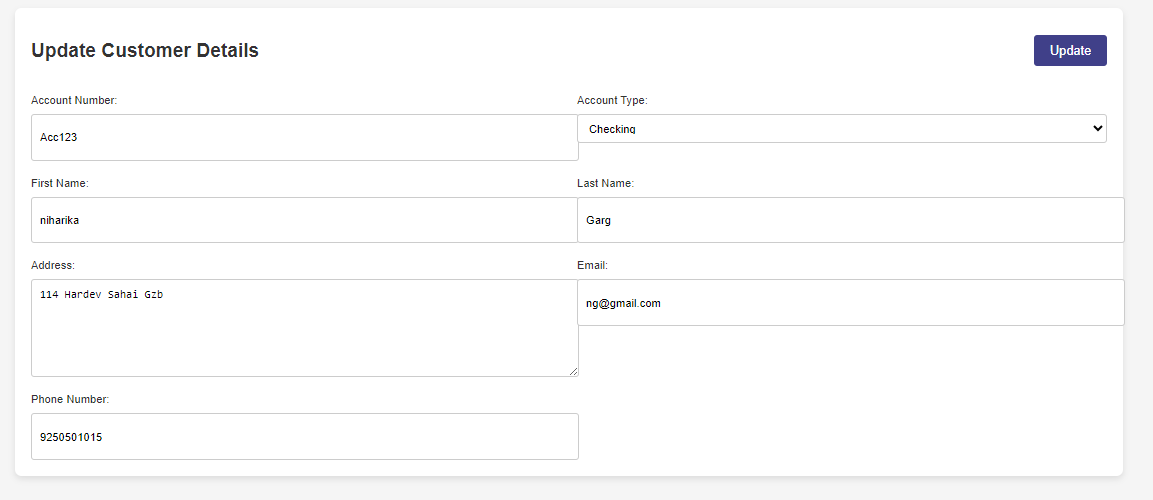 Update Customer Details
Update
Account Number:
Account Type:
Acc123
Checking
First Name:
Last Name:
niharika
Garg
Address:
Email:
114 Hardev Sahai Gzb
ng@gmail.com
Phone Number:
9250501015